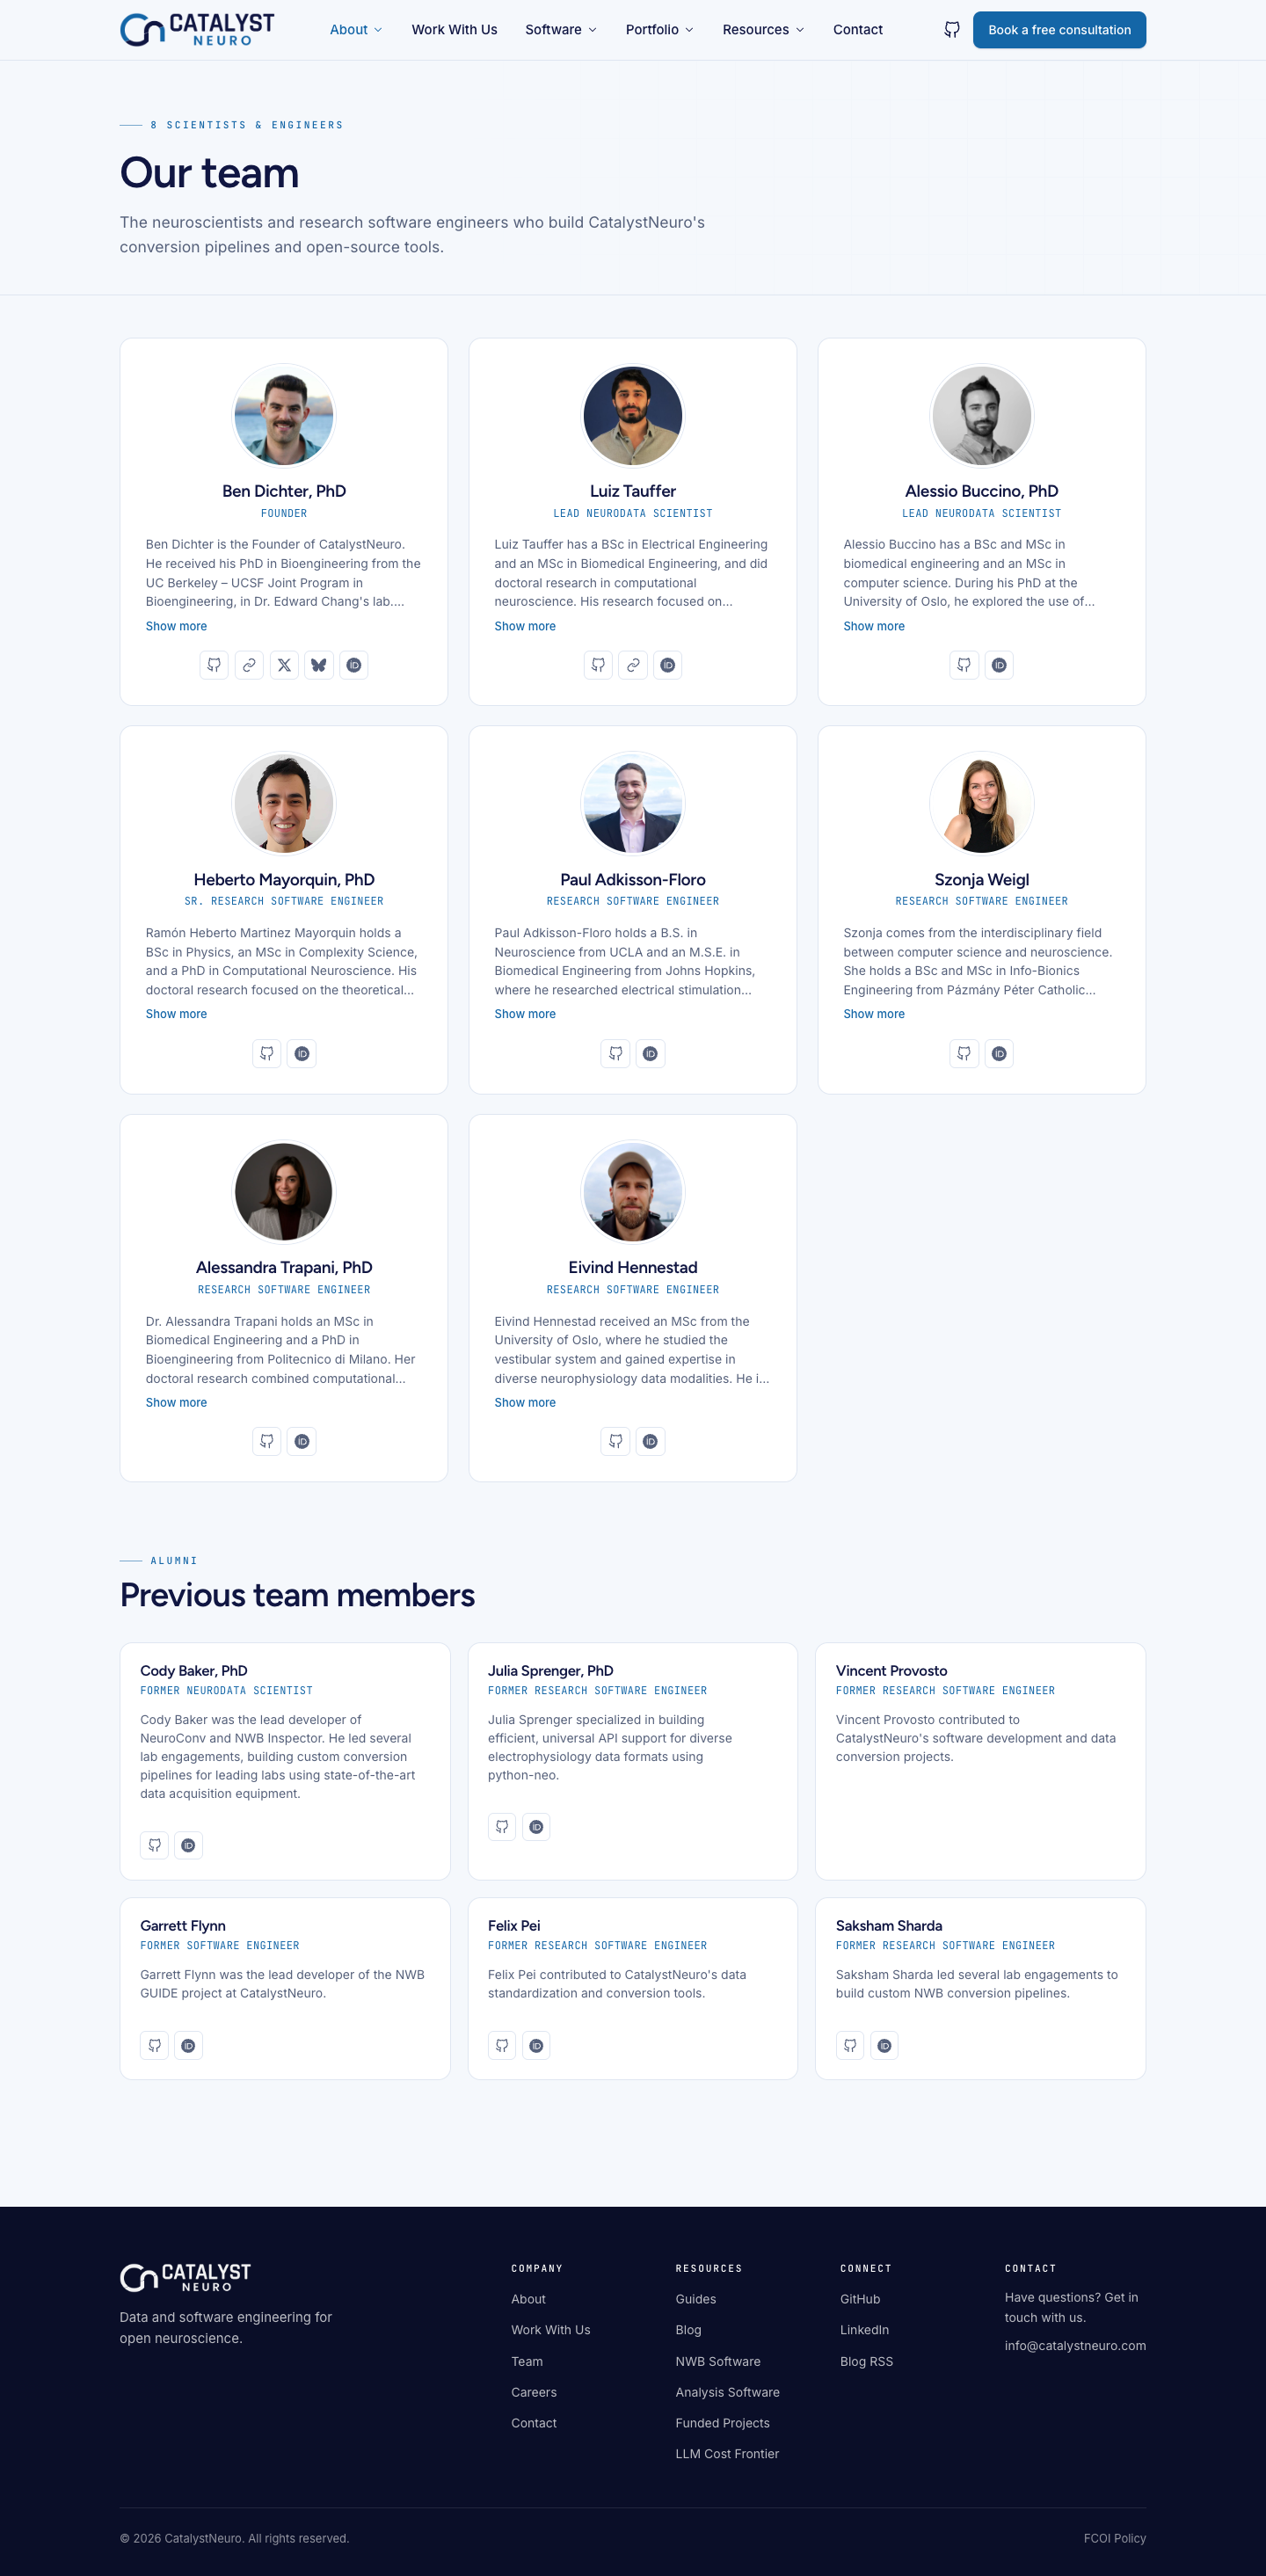 CATALYST
NEURO
About
Work With Us
Software
Portfolio
Resources
Contact
Book a free consultation
8 SCIENTISTS & ENGINEERS
Our team
The neuroscientists and research software engineers who build CatalystNeuro's
conversion pipelines and open-source tools.
Ben Dichter, PhD
FOUNDER
Ben Dichter is the Founder of CatalystNeuro.
He received his PhD in Bioengineering from the
UC Berkeley – UCSF Joint Program in
Bioengineering, in Dr. Edward Chang's lab....
Show more
Luiz Tauffer
LEAD NEURODATA SCIENTIST
Luiz Tauffer has a BSc in Electrical Engineering
and an MSc in Biomedical Engineering, and did
doctoral research in computational
neuroscience. His research focused on...
Show more
Alessio Buccino, PhD
LEAD NEURODATA SCIENTIST
Alessio Buccino has a BSc and MSc in
biomedical engineering and an MSc in
computer science. During his PhD at the
University of Oslo, he explored the use of...
Show more
Heberto Mayorquin, PhD
SR. RESEARCH SOFTWARE ENGINEER
Ramón Heberto Martinez Mayorquin holds a
BSc in Physics, an MSc in Complexity Science,
and a PhD in Computational Neuroscience. His
doctoral research focused on the theoretical...
Show more
Paul Adkisson-Floro
RESEARCH SOFTWARE ENGINEER
Paul Adkisson-Floro holds a B.S. in
Neuroscience from UCLA and an M.S.E. in
Biomedical Engineering from Johns Hopkins,
where he researched electrical stimulation...
Show more
Szonja Weigl
RESEARCH SOFTWARE ENGINEER
Szonja comes from the interdisciplinary field
between computer science and neuroscience.
She holds a BSc and MSc in Info-Bionics
Engineering from Pázmány Péter Catholic...
Show more
Alessandra Trapani, PhD
RESEARCH SOFTWARE ENGINEER
Dr. Alessandra Trapani holds an MSc in
Biomedical Engineering and a PhD in
Bioengineering from Politecnico di Milano. Her
doctoral research combined computational...
Show more
Eivind Hennestad
RESEARCH SOFTWARE ENGINEER
Eivind Hennestad received an MSc from the
University of Oslo, where he studied the
vestibular system and gained expertise in
diverse neurophysiology data modalities. He i...
Show more
ALUMNI
Previous team members
Cody Baker, PhD
FORMER NEURODATA SCIENTIST
Cody Baker was the lead developer of
NeuroConv and NWB Inspector. He led several
lab engagements, building custom conversion
pipelines for leading labs using state-of-the-art
data acquisition equipment.
Julia Sprenger, PhD
FORMER RESEARCH SOFTWARE ENGINEER
Julia Sprenger specialized in building
efficient, universal API support for diverse
electrophysiology data formats using
python-neo.
Vincent Provosto
FORMER RESEARCH SOFTWARE ENGINEER
Vincent Provosto contributed to
CatalystNeuro's software development and data
conversion projects.
Garrett Flynn
FORMER SOFTWARE ENGINEER
Garrett Flynn was the lead developer of the NWB
GUIDE project at CatalystNeuro.
Felix Pei
FORMER RESEARCH SOFTWARE ENGINEER
Felix Pei contributed to CatalystNeuro's data
standardization and conversion tools.
Saksham Sharda
FORMER RESEARCH SOFTWARE ENGINEER
Saksham Sharda led several lab engagements to
build custom NWB conversion pipelines.
CATALYST
NEURO
Data and software engineering for
open neuroscience.
COMPANY
About
Work With Us
Team
Careers
Contact
RESOURCES
Guides
Blog
NWB Software
Analysis Software
Funded Projects
LLM Cost Frontier
CONNECT
GitHub
LinkedIn
Blog RSS
CONTACT
Have questions? Get in
touch with us.
info@catalystneuro.com
© 2026 CatalystNeuro. All rights reserved.
FCOI Policy